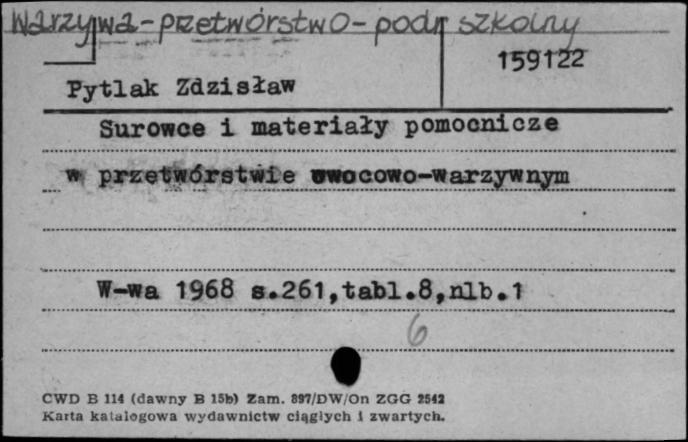 Warzywa-przetwórstwo-podr szkolny
159122
Pytlak Zdzisław
Surowce i materiały pomocnicze
w przetwórstwie owocowo-warzywnym
W-wa 1968 s.261,tabl.8,nlb.1
6
CWD B 114 (dawny B 15b) Zam. 897/DW/On ZGG 2542
Karta katalogowa wydawnictw ciągłych i zwartych.